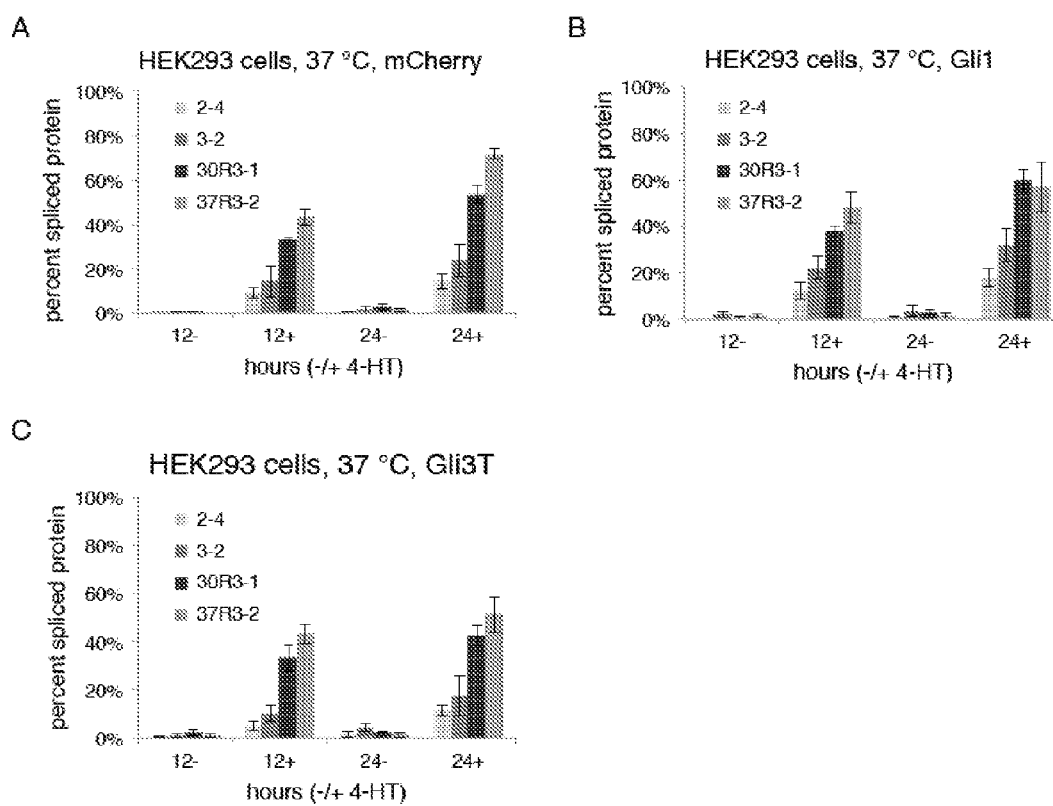 A
HEK293 cells, 37 °C, mCherry
percent spliced protein
100%
80%
60%
40%
20%
0%
2-4
3-2
30R3-1
37R3-2
12-
12+
24-
24+
hours (-/+ 4-HT)
B
HEK293 cells, 37 °C, Gli1
percent spliced protein
100%
80%
60%
40%
20%
0%
2-4
3-2
30R3-1
37R3-2
12-
12+
24-
24+
hours (-/+ 4-HT)
C
HEK293 cells, 37 °C, Gli3T
percent spliced protein
100%
80%
60%
40%
20%
0%
2-4
3-2
30R3-1
37R3-2
12-
12+
24-
24+
hours (-/+ 4-HT)